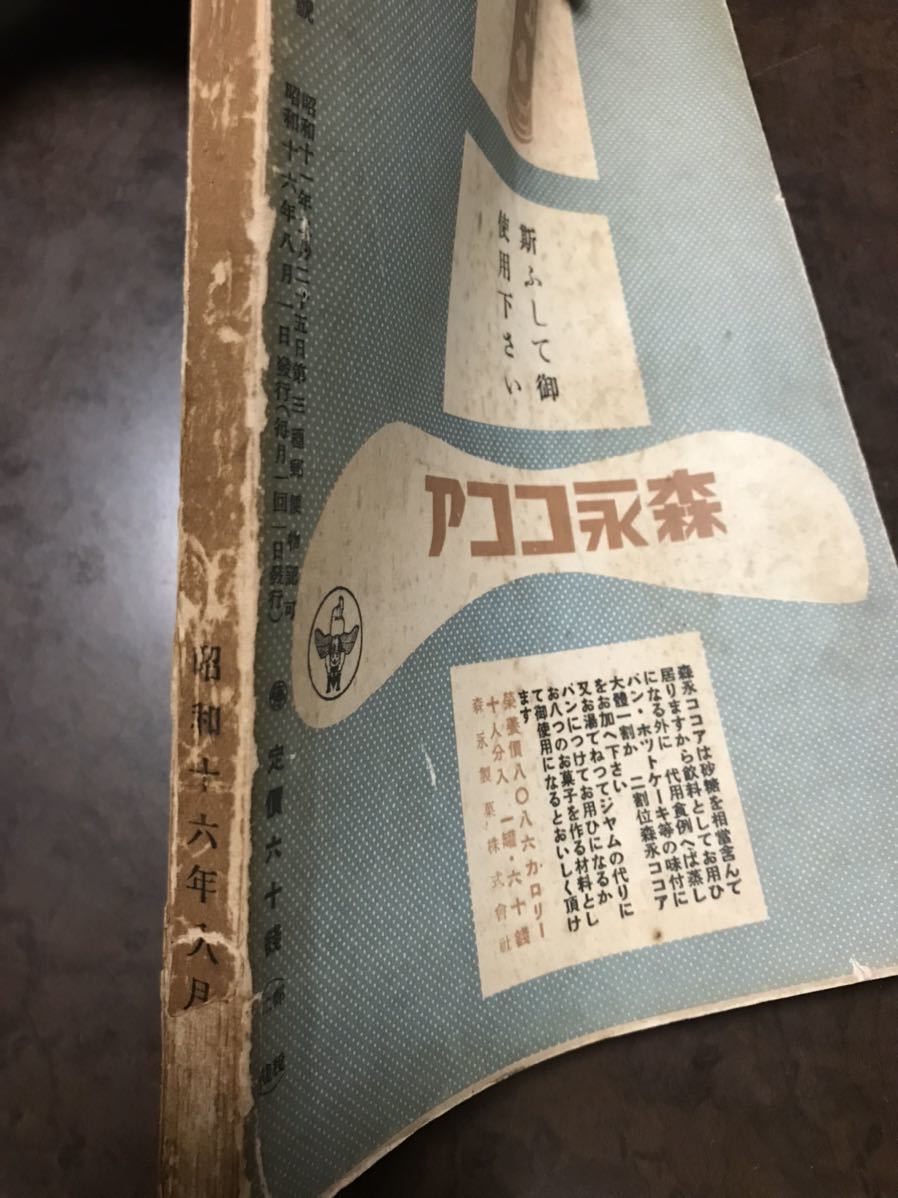 斯ふして御
使用下さい
アココ永森
森永ココアは砂糖を相當含んで
居りますから飲料としてお用ひ
になる外に 代用食例へば蒸し
パン・ホツトケーキ等の味付に
大體一割か 二割位森永ココア
をお加へ下さい
又お湯でねつてジヤムの代りに
パンにつけてお用ひになるか
お八つのお菓子を作る材料とし
て御使用になるとおいしく頂け
ます
榮養價八〇八六カロリー
十人分入 一罐・六十錢
森永製菓株式會社
M
昭和十一年 月二十五日第三種郵便物認可
昭和十六年八月一日發行(毎月一回一日發行)
定價六十錢
昭和十六年八月